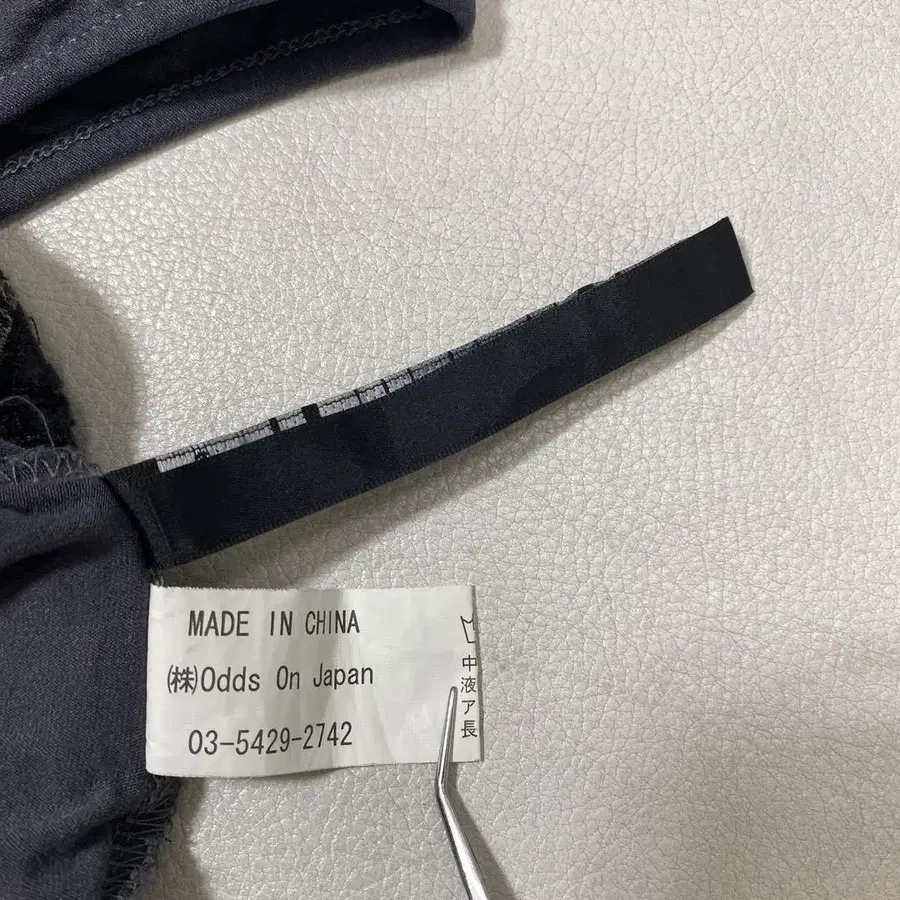 MADE IN CHINA
㈱Odds On Japan
03-5429-2742
中
液
ア
長